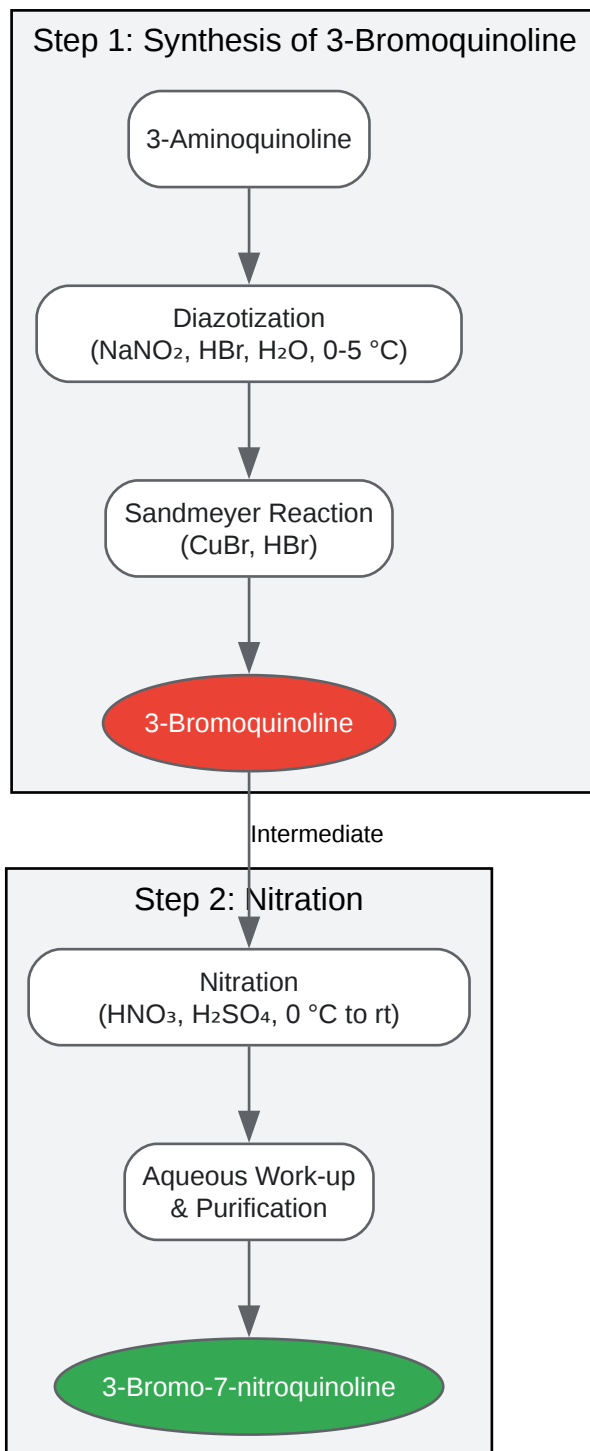 Step 1: Synthesis of 3-Bromoquinoline
3-Aminoquinoline
Diazotization
(NaNO₂, HBr, H₂O, 0-5 °C)
Sandmeyer Reaction
(CuBr, HBr)
3-Bromoquinoline
Intermediate
Step 2: Nitration
Nitration
(HNO₃, H₂SO₄, 0 °C to rt)
Aqueous Work-up
& Purification
3-Bromo-7-nitroquinoline